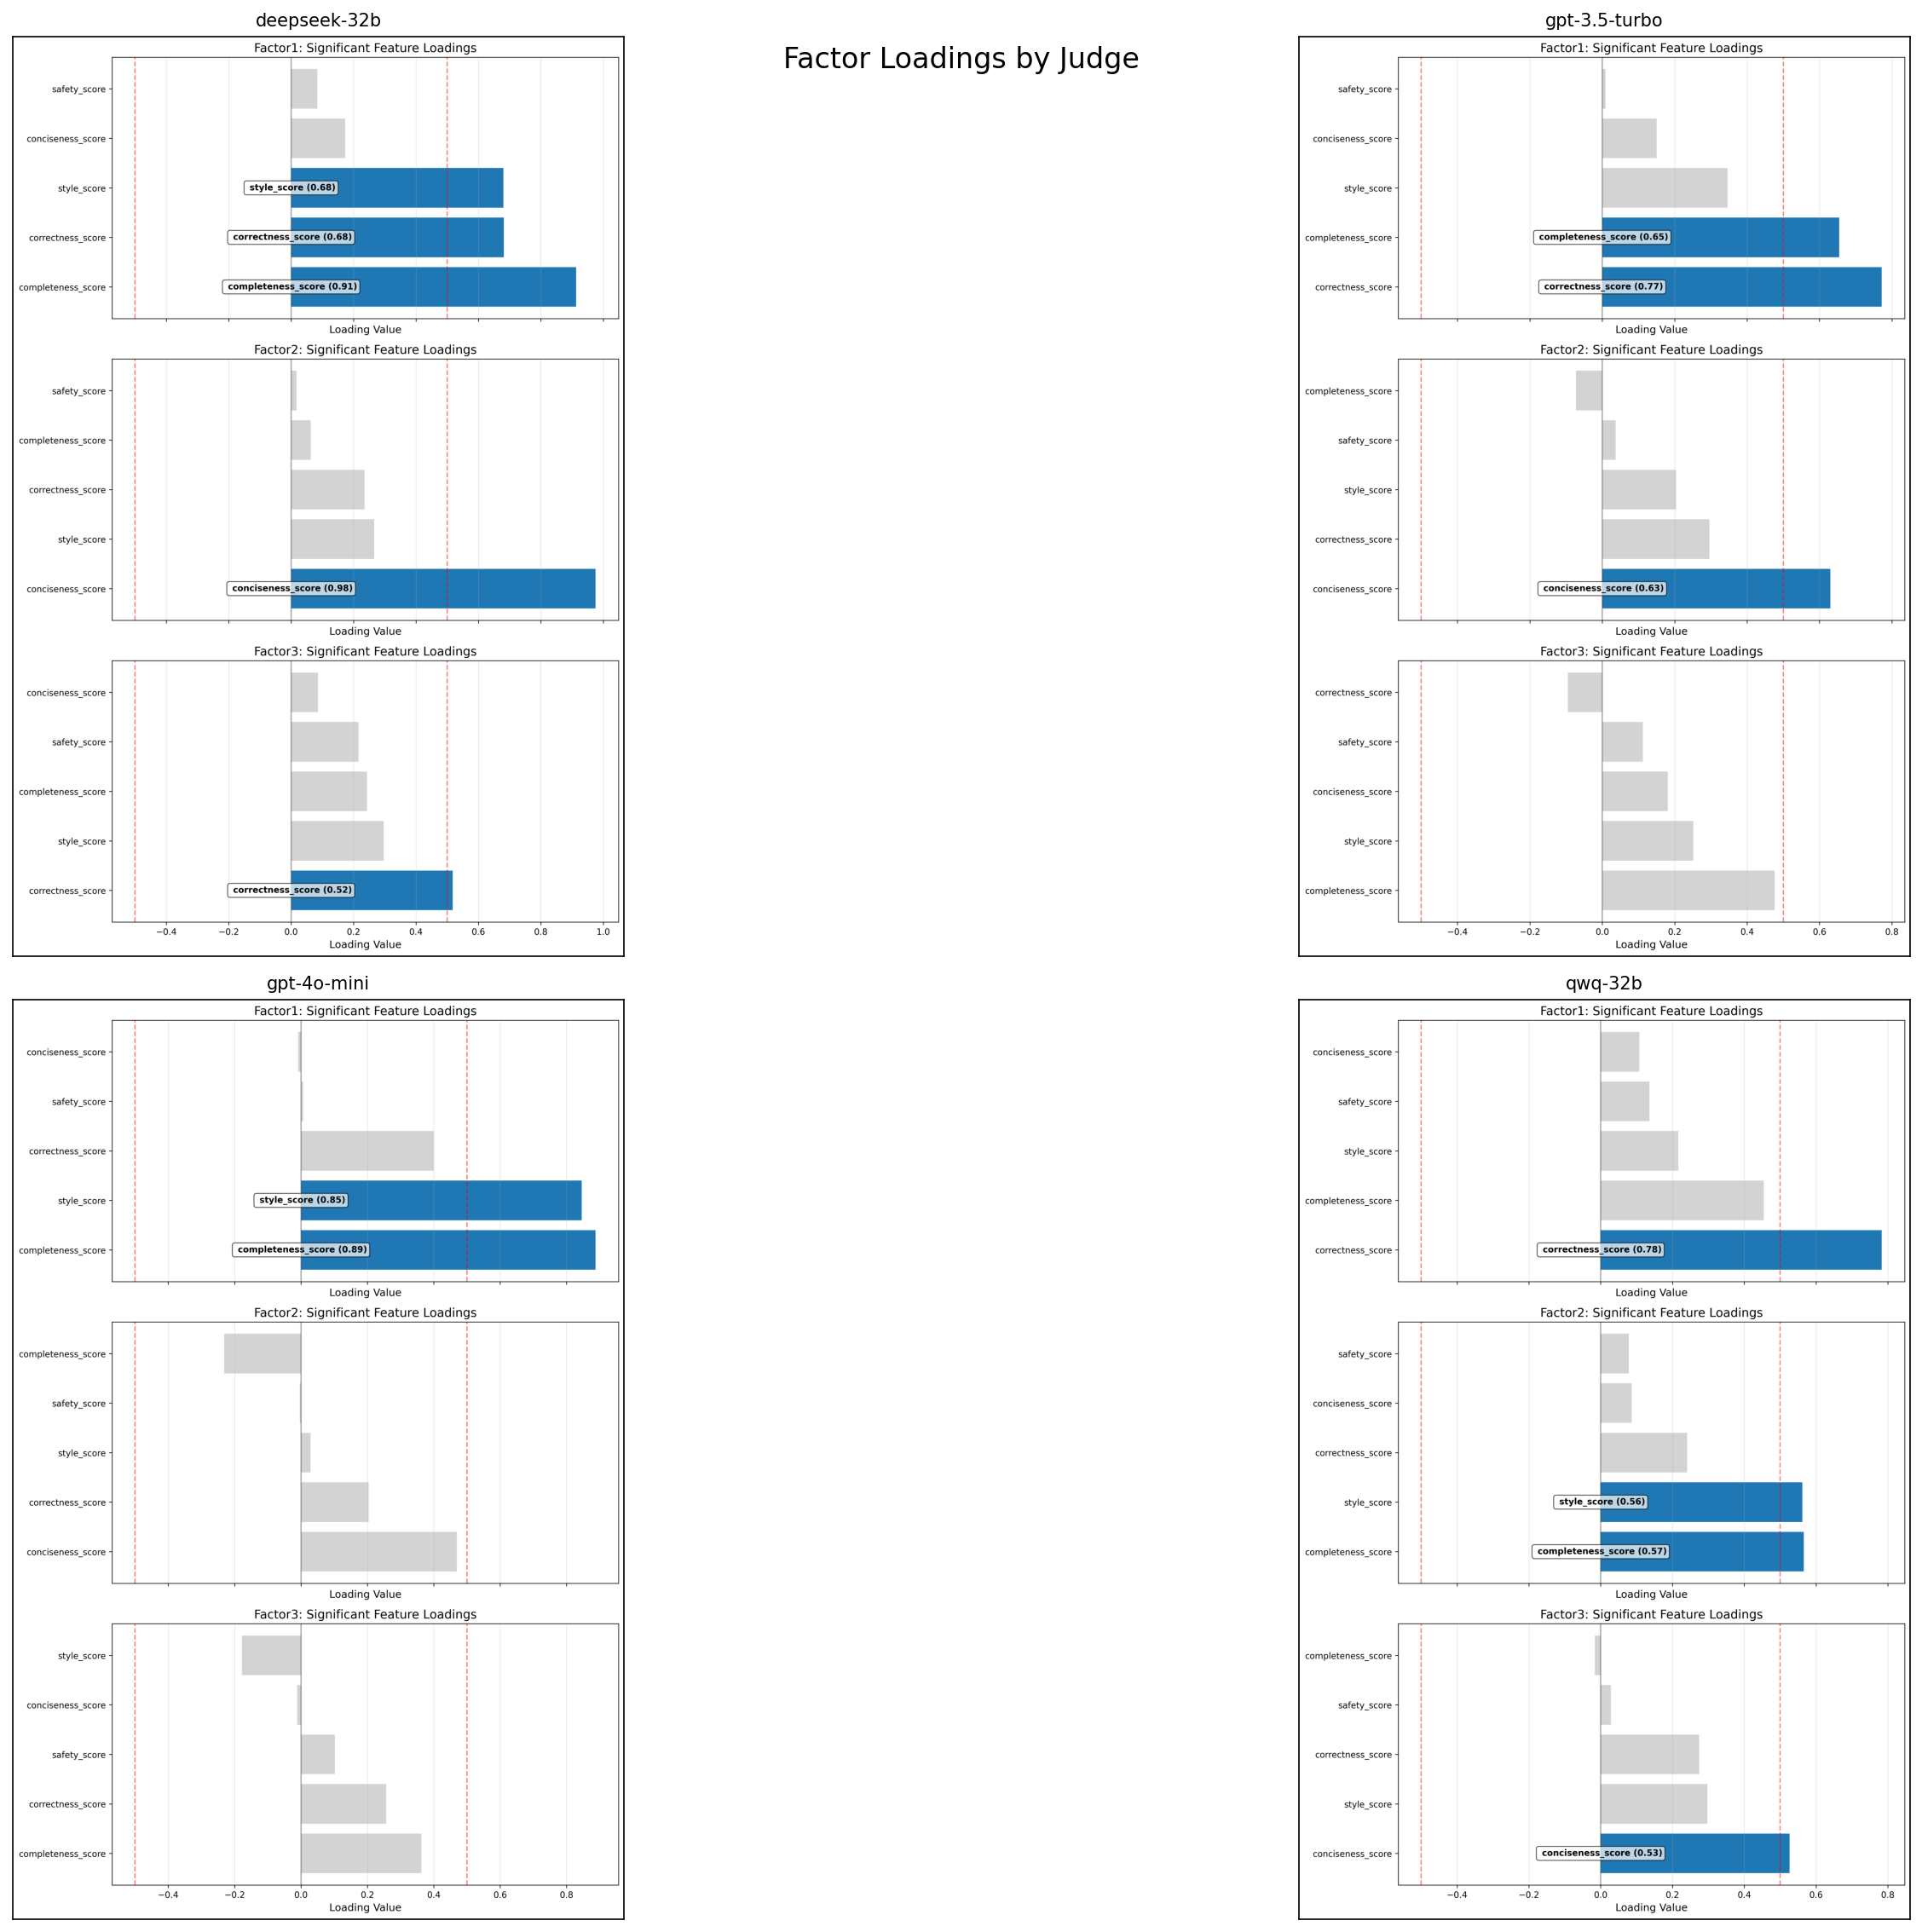 Factor Loadings by Judge
deepseek-32b
Factor1: Significant Feature Loadings
safety_score
conciseness_score
style_score
style_score (0.68)
correctness_score
correctness_score (0.68)
completeness_score
completeness_score (0.91)
Loading Value
Factor2: Significant Feature Loadings
safety_score
completeness_score
correctness_score
style_score
conciseness_score
conciseness_score (0.98)
Loading Value
Factor3: Significant Feature Loadings
conciseness_score
safety_score
completeness_score
style_score
correctness_score
correctness_score (0.52)
−0.4 −0.2 0.0 0.2 0.4 0.6 0.8 1.0
Loading Value
gpt-3.5-turbo
Factor1: Significant Feature Loadings
safety_score
conciseness_score
style_score
completeness_score
completeness_score (0.65)
correctness_score
correctness_score (0.77)
Loading Value
Factor2: Significant Feature Loadings
completeness_score
safety_score
style_score
correctness_score
conciseness_score
conciseness_score (0.63)
Loading Value
Factor3: Significant Feature Loadings
correctness_score
safety_score
conciseness_score
style_score
completeness_score
−0.4 −0.2 0.0 0.2 0.4 0.6 0.8
Loading Value
gpt-4o-mini
Factor1: Significant Feature Loadings
conciseness_score
safety_score
correctness_score
style_score
style_score (0.85)
completeness_score
completeness_score (0.89)
Loading Value
Factor2: Significant Feature Loadings
completeness_score
safety_score
style_score
correctness_score
conciseness_score
Loading Value
Factor3: Significant Feature Loadings
style_score
conciseness_score
safety_score
correctness_score
completeness_score
−0.4 −0.2 0.0 0.2 0.4 0.6 0.8
Loading Value
qwq-32b
Factor1: Significant Feature Loadings
conciseness_score
safety_score
style_score
completeness_score
correctness_score
correctness_score (0.78)
Loading Value
Factor2: Significant Feature Loadings
safety_score
conciseness_score
correctness_score
style_score
style_score (0.56)
completeness_score
completeness_score (0.57)
Loading Value
Factor3: Significant Feature Loadings
completeness_score
safety_score
correctness_score
style_score
conciseness_score
conciseness_score (0.53)
−0.4 −0.2 0.0 0.2 0.4 0.6 0.8
Loading Value